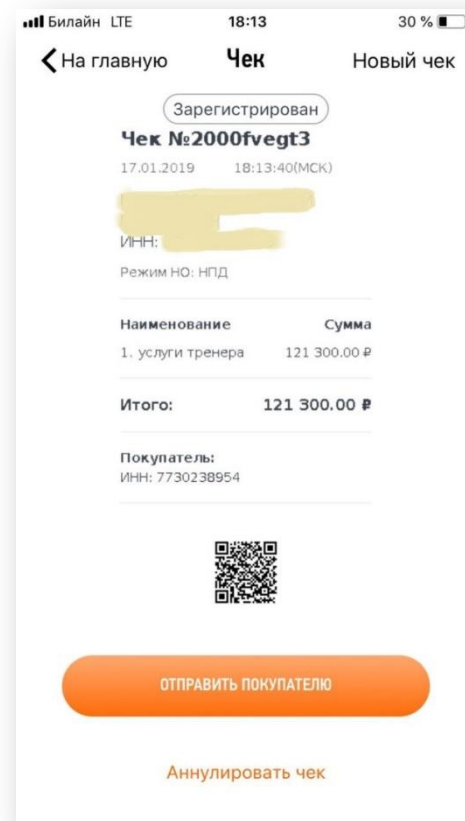 Билайн LTE 18:13 30 %
На главную Чек Новый чек
Зарегистрирован
Чек №2000fvegt3
17.01.2019 18:13:40(МСК)
ИНН:
Режим НО: НПД
Наименование Сумма
1. услуги тренера 121 300.00 ₽
Итого: 121 300.00 ₽
Покупатель:
ИНН: 7730238954
ОТПРАВИТЬ ПОКУПАТЕЛЮ
Аннулировать чек